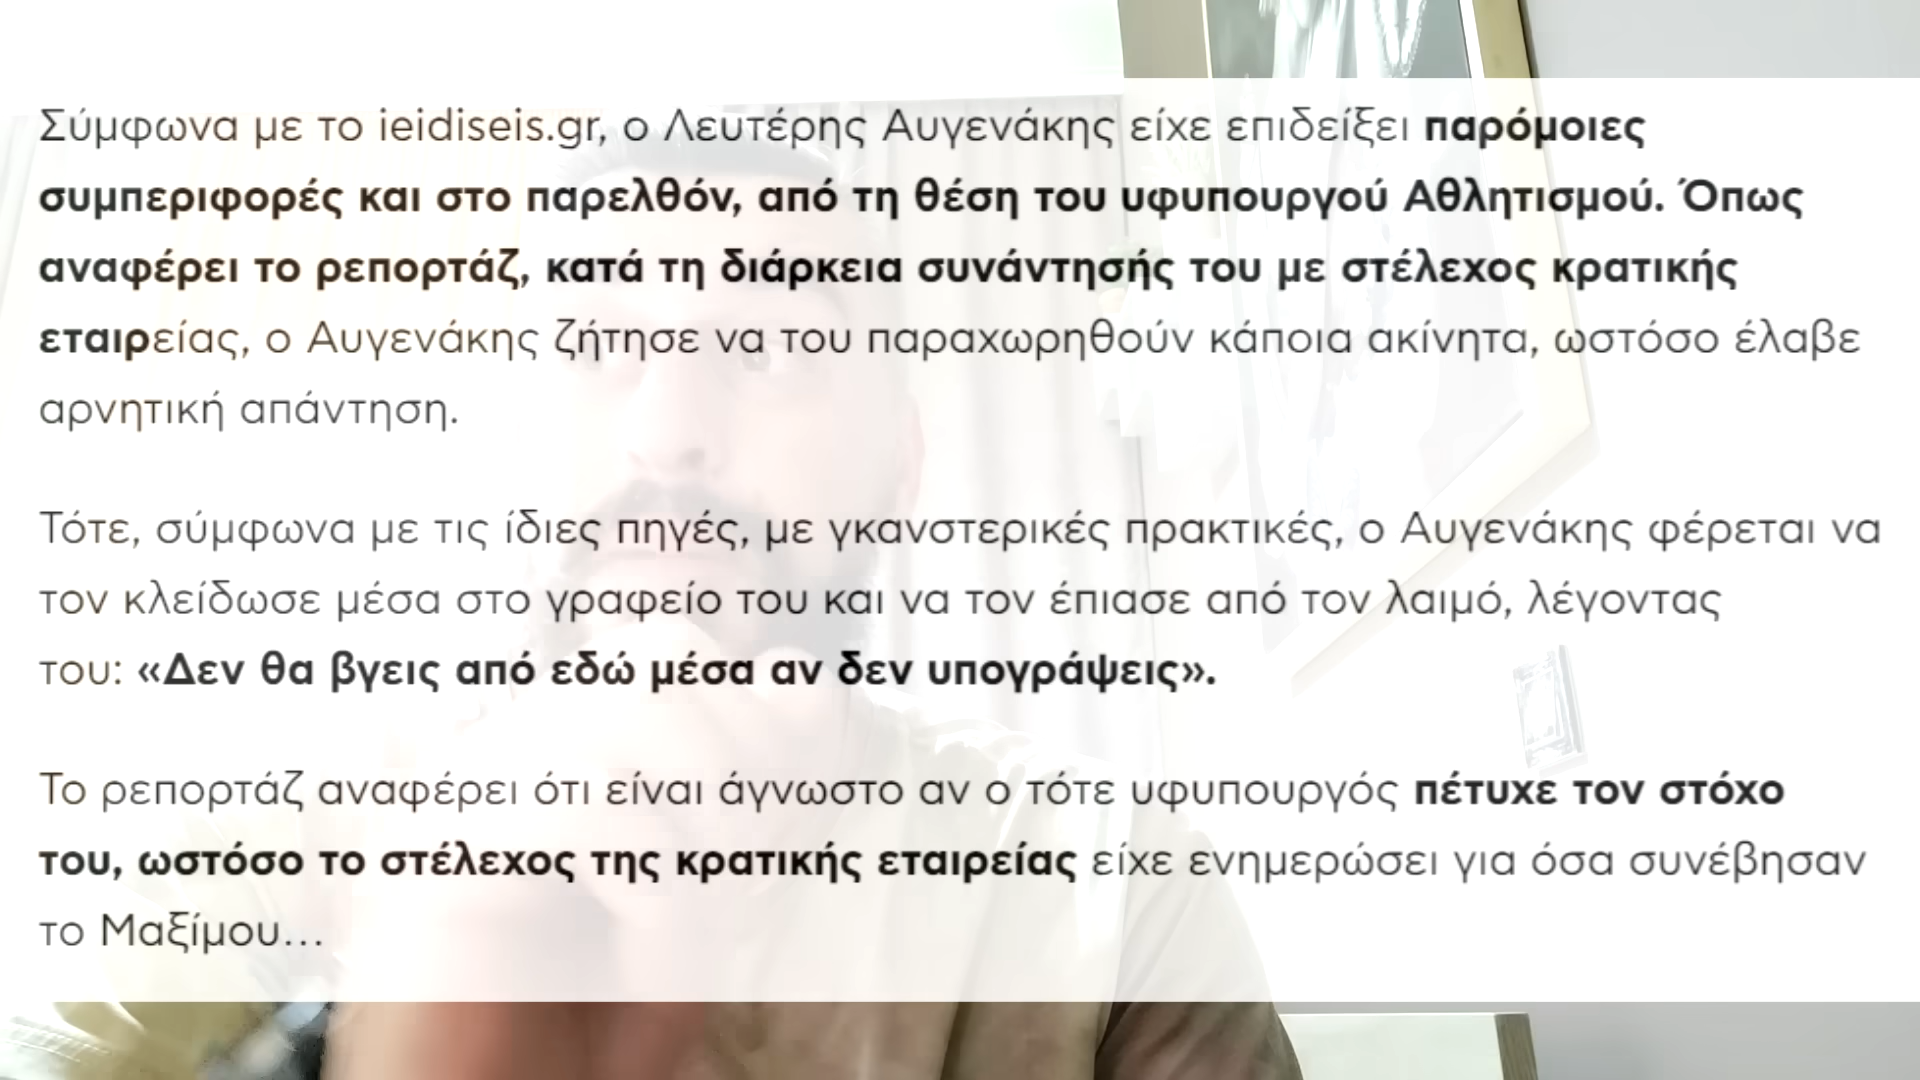 Σύμφωνα με το ieidiseis.gr, ο Λευτέρης Αυγενάκης είχε επιδείξει παρόμοιες
συμπεριφορές και στο παρελθόν, από τη θέση του υφυπουργού Αθλητισμού. Όπως
αναφέρει το ρεπορτάζ, κατά τη διάρκεια συνάντησής του με στέλεχος κρατικής
εταιρείας, ο Αυγενάκης ζήτησε να του παραχωρηθούν κάποια ακίνητα, ωστόσο έλαβε
αρνητική απάντηση.
Τότε, σύμφωνα με τις ίδιες πηγές, με γκανστερικές πρακτικές, ο Αυγενάκης φέρεται να
τον κλείδωσε μέσα στο γραφείο του και να τον έπιασε από τον λαιμό, λέγοντας
του: «Δεν θα βγεις από εδώ μέσα αν δεν υπογράψεις».
Το ρεπορτάζ αναφέρει ότι είναι άγνωστο αν ο τότε υφυπουργός πέτυχε τον στόχο
του, ωστόσο το στέλεχος της κρατικής εταιρείας είχε ενημερώσει για όσα συνέβησαν
το Μαξίμου…